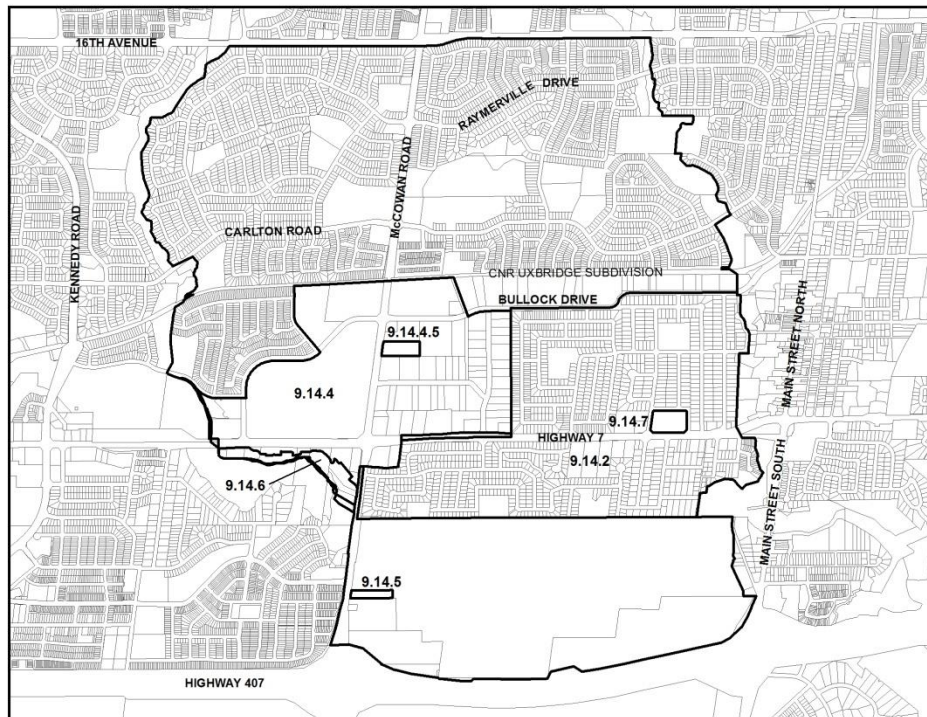 16TH AVENUE
RAYMERVILLE DRIVE
McCOWAN ROAD
KENNEDY ROAD
CARLTON ROAD
CNR UXBRIDGE SUBDIVISION
BULLOCK DRIVE
MAIN STREET NORTH
9.14.4.5
9.14.4
9.14.7
HIGHWAY 7
9.14.2
9.14.6
MAIN STREET SOUTH
9.14.5
HIGHWAY 407